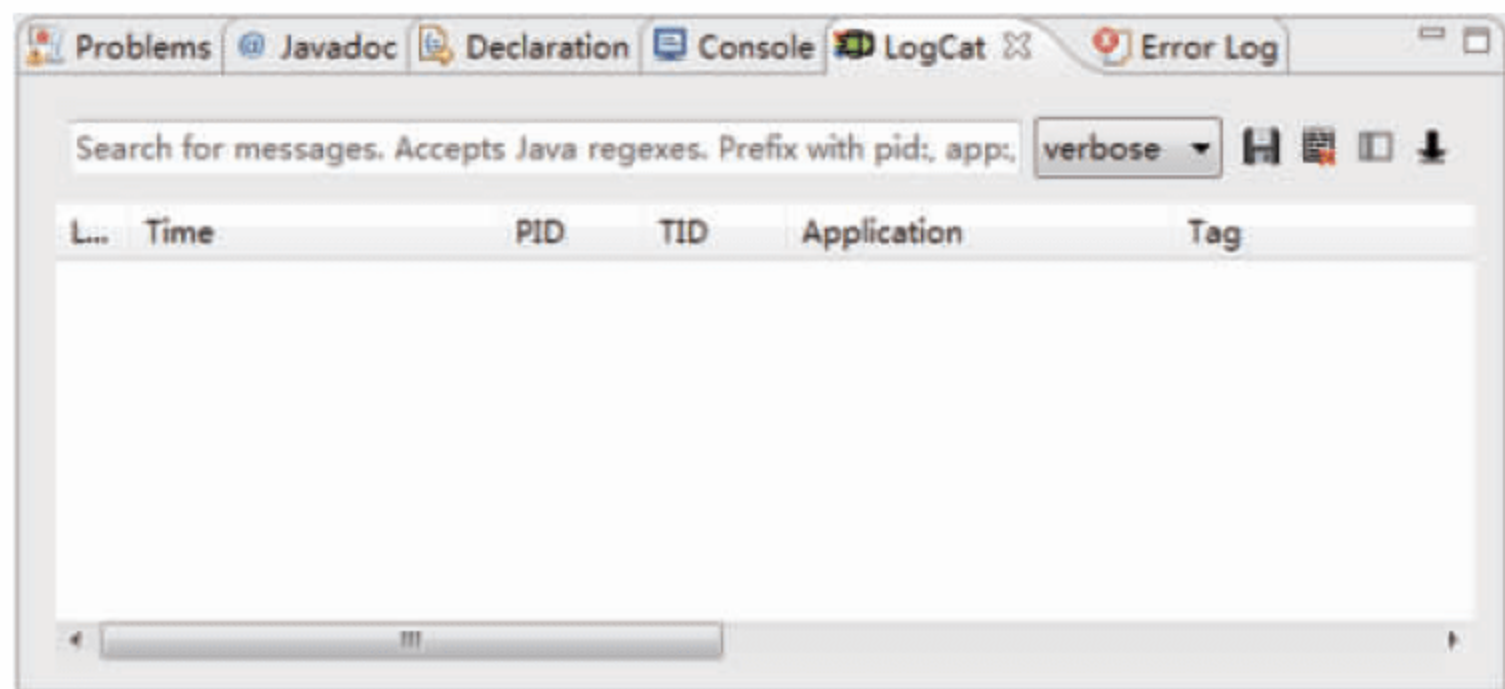 Problems @ Javadoc Declaration Console LogCat Error Log
Search for messages. Accepts Java regexes. Prefix with pid:, app:, verbose
L... Time PID TID Application Tag